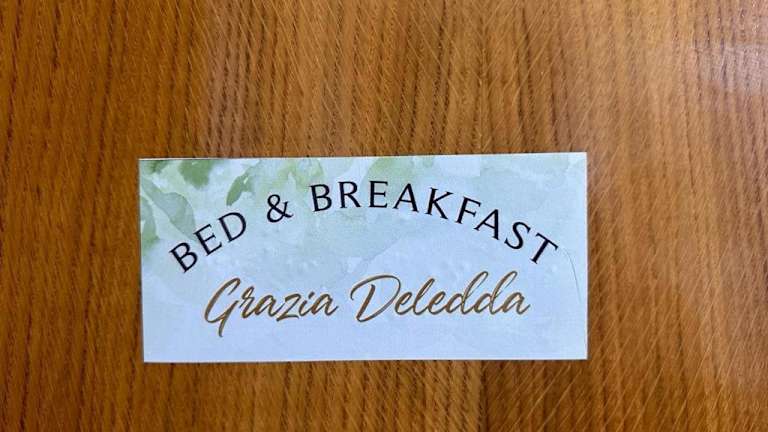 BED & BREAKFAST
Grazia Deledda